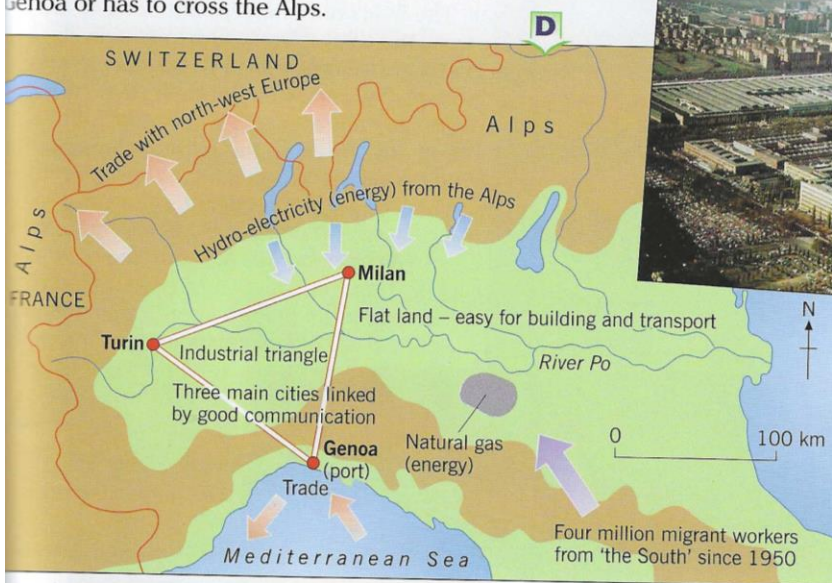 Genoa or has to cross the Alps.
D
SWITZERLAND
Trade with north-west Europe
Alps
Hydro-electricity (energy) from the Alps
Alps
FRANCE
Milan
Flat land – easy for building and transport
N
Turin
Industrial triangle
River Po
Three main cities linked
by good communication
Natural gas
(energy)
0
100 km
Genoa
(port)
Trade
Four million migrant workers
from ‘the South’ since 1950
Mediterranean Sea